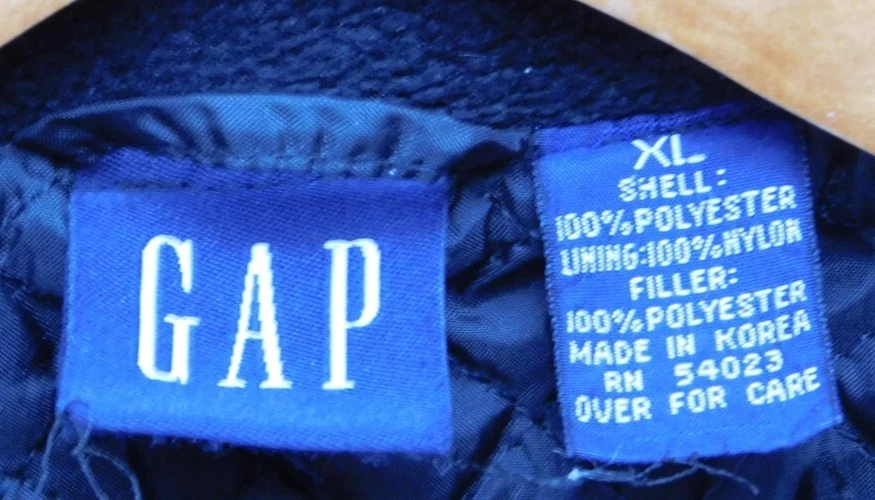 GAP
XL
SHELL:
100% POLYESTER
LINING:100% NYLON
FILLER:
100% POLYESTER
MADE IN KOREA
RN 54023
OVER FOR CARE